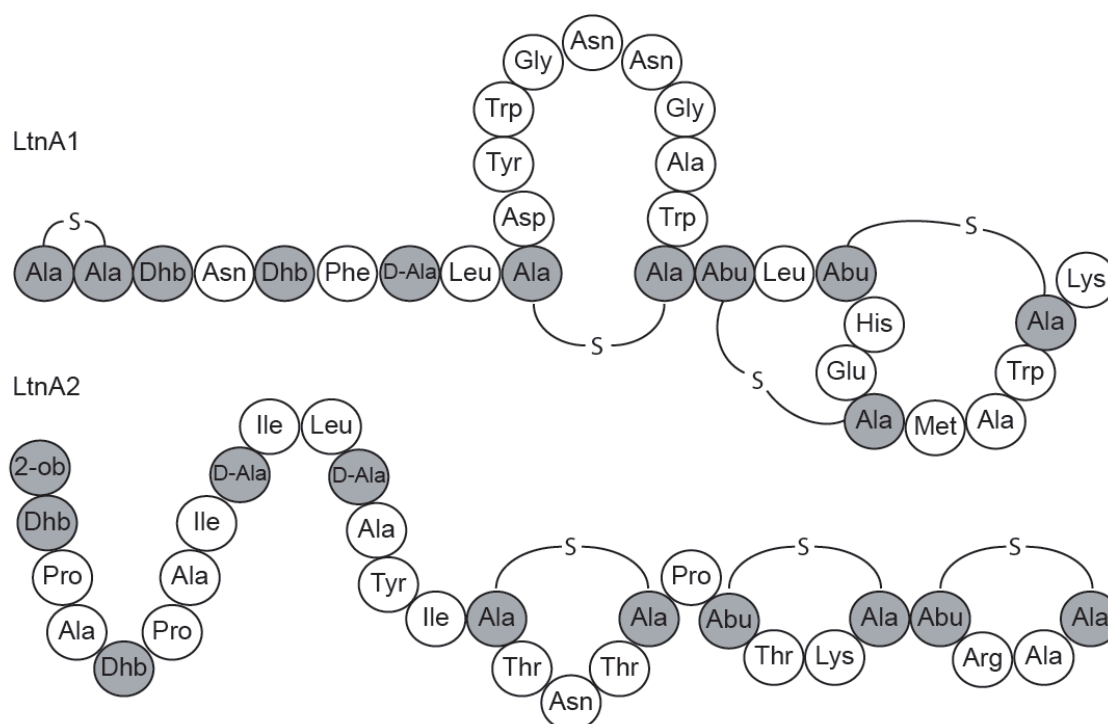 LtnA1
S
Ala Ala Dhb Asn Dhb Phe D-Ala Leu Ala
Asp
Tyr
Trp
Gly
Asn
Asn
Gly
Ala
Trp
Ala Abu Leu Abu
S
S
S
His
Glu
Ala
Met
Ala
Trp
Ala
Lys
LtnA2
2-ob
Dhb
Pro
Ala
Dhb
Pro
Ala
Ile
D-Ala
Ile
Leu
D-Ala
Ala
Tyr
Ile
Ala
S
Thr
Asn
Thr
Ala
Pro
Abu
S
Thr
Lys
Ala
Abu
S
Arg
Ala
Ala